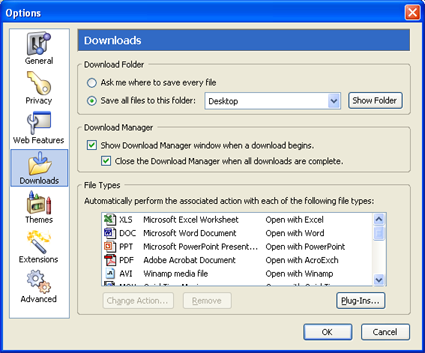 Options
General
Privacy
Web Features
Downloads
Themes
Extensions
Advanced
Downloads
Download Folder
Ask me where to save every file
Save all files to this folder: Desktop Show Folder
Download Manager
Show Download Manager window when a download begins.
Close the Download Manager when all downloads are complete.
File Types
Automatically perform the associated action with each of the following file types:
XLS Microsoft Excel Worksheet Open with Excel
DOC Microsoft Word Document Open with Word
PPT Microsoft PowerPoint Present... Open with PowerPoint
PDF Adobe Acrobat Document Open with AcroExch
AVI Winamp media file Open with Winamp
Change Action... Remove Plug-Ins...
OK Cancel